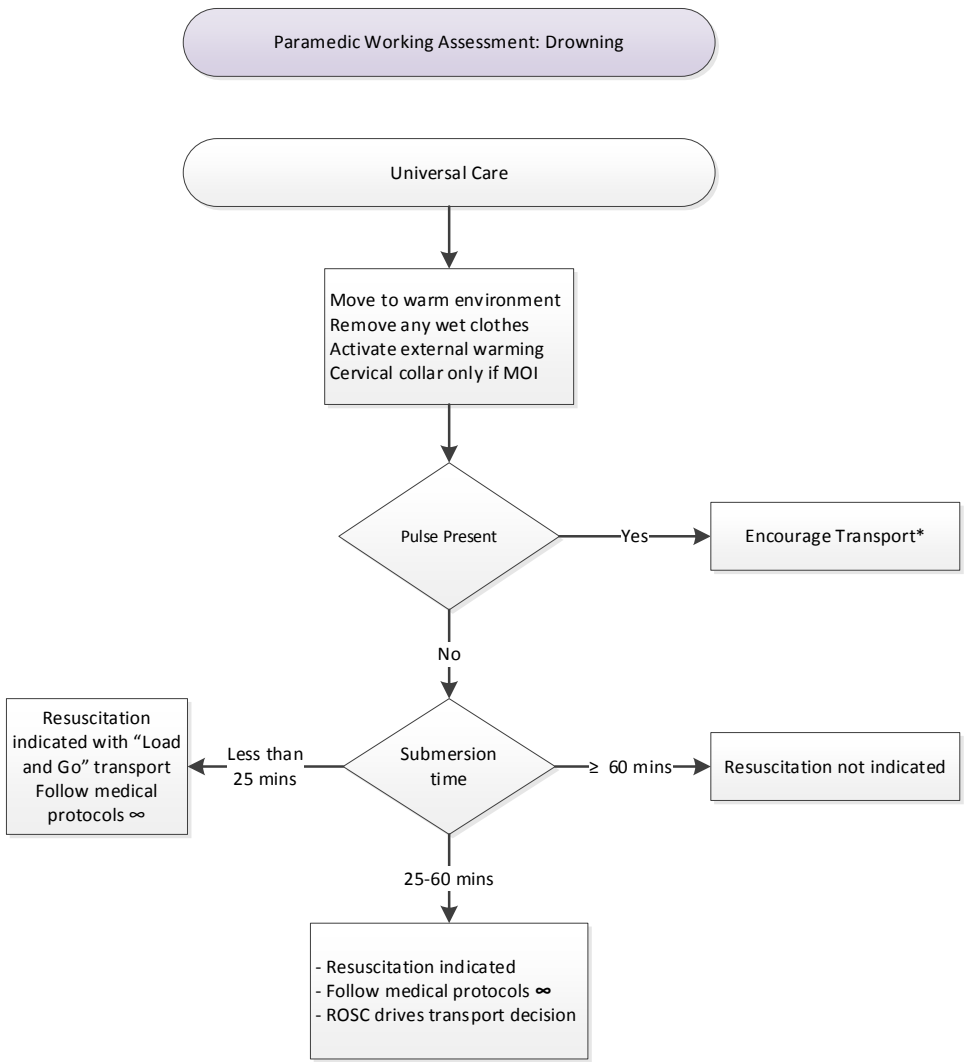 Paramedic Working Assessment: Drowning
Universal Care
Move to warm environment
Remove any wet clothes
Activate external warming
Cervical collar only if MOI
Pulse Present
Yes
Encourage Transport*
No
Resuscitation
indicated with “Load
and Go” transport
Follow medical
protocols ∞
Less than
25 mins
Submersion
time
≥ 60 mins
Resuscitation not indicated
25-60 mins
- Resuscitation indicated
- Follow medical protocols ∞
- ROSC drives transport decision